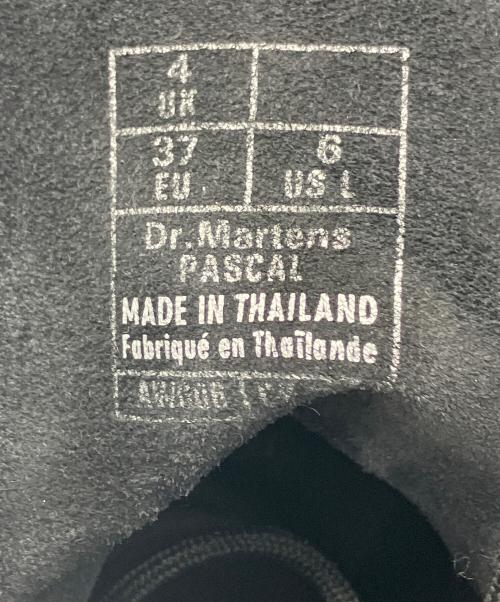 4
UK
37 6
EU US L
Dr.Martens
PASCAL
MADE IN THAILAND
Fabriqué en Thaïlande